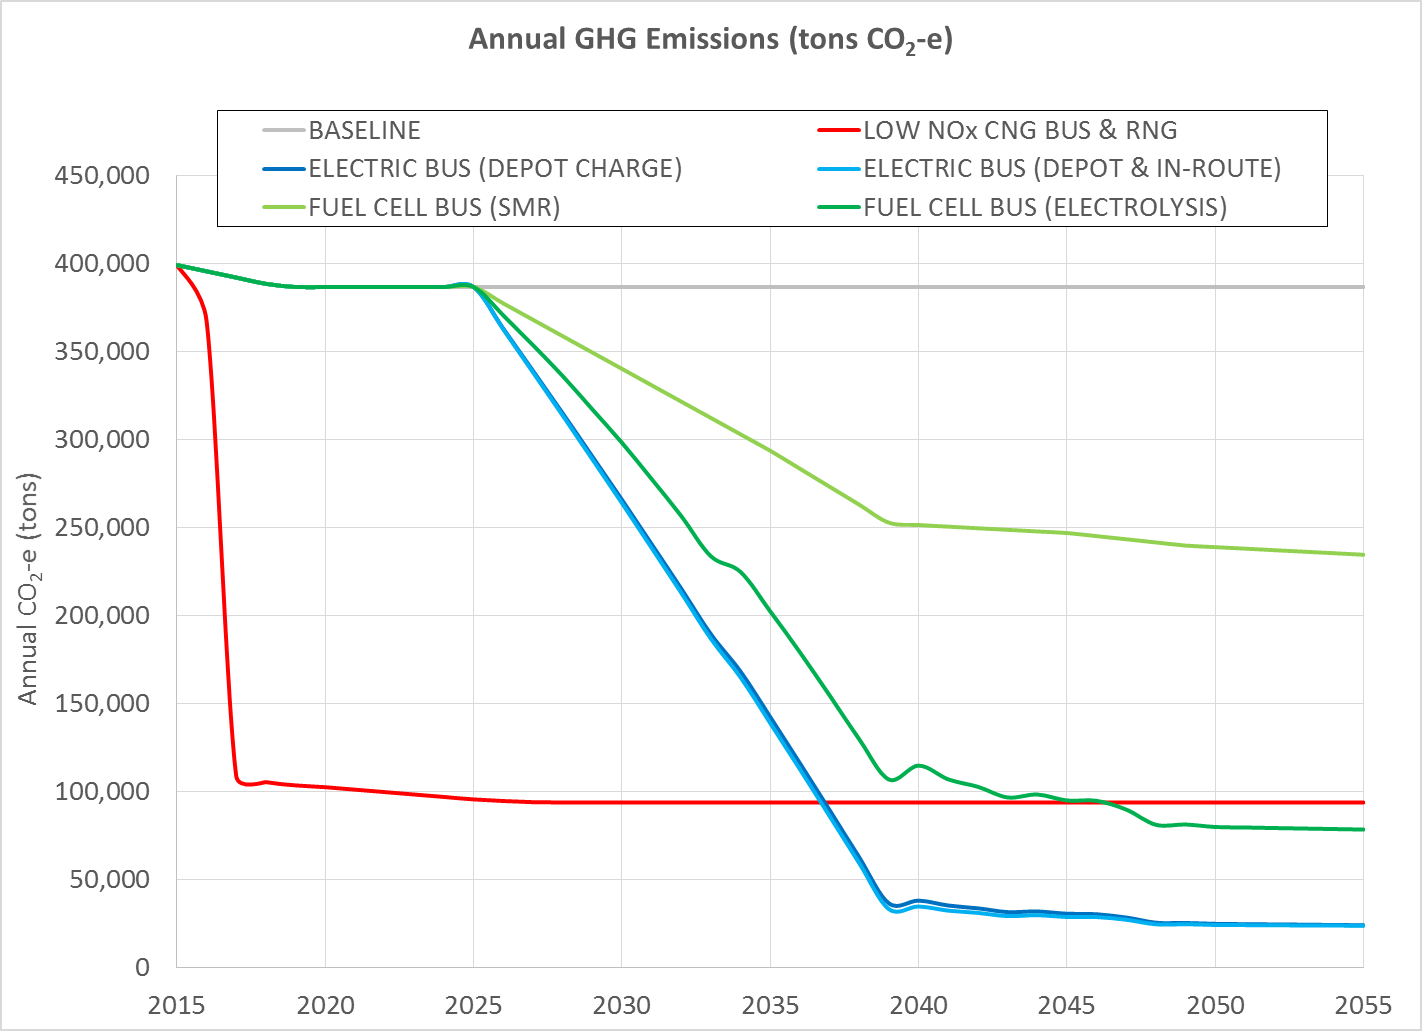 Annual GHG Emissions (tons CO₂-e)
BASELINE
LOW NOx CNG BUS & RNG
ELECTRIC BUS (DEPOT CHARGE)
ELECTRIC BUS (DEPOT & IN-ROUTE)
FUEL CELL BUS (SMR)
FUEL CELL BUS (ELECTROLYSIS)
Annual CO₂-e (tons)
450,000
400,000
350,000
300,000
250,000
200,000
150,000
100,000
50,000
0
2015
2020
2025
2030
2035
2040
2045
2050
2055